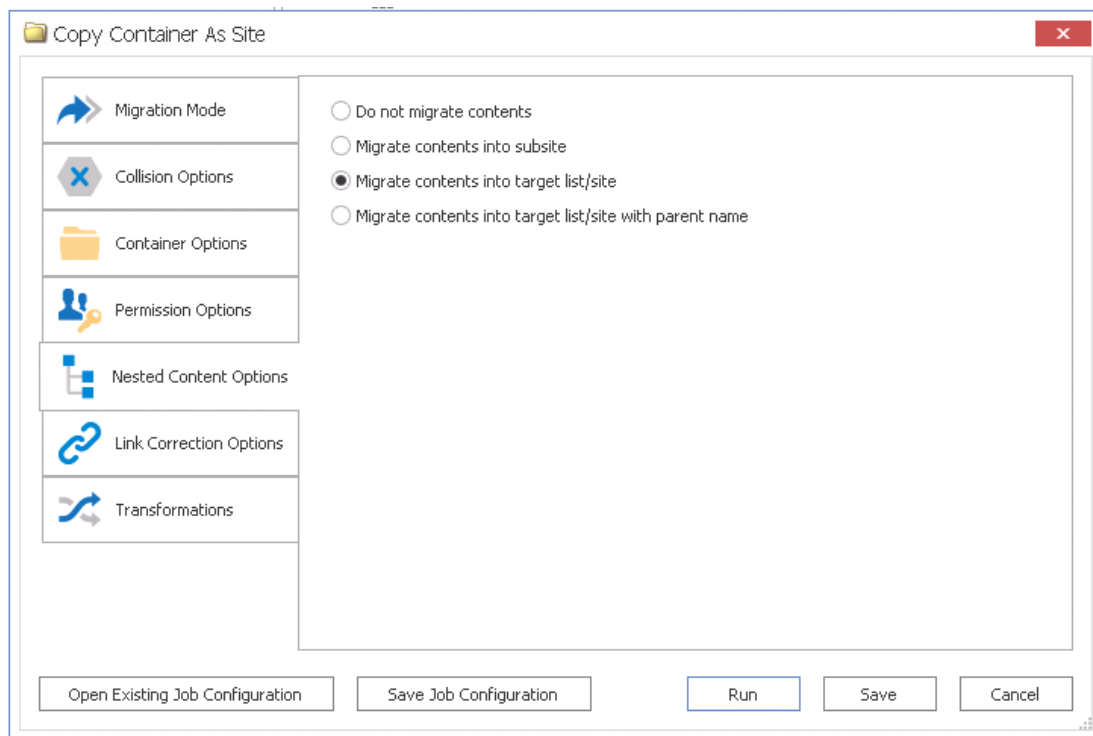 Copy Container As Site
Migration Mode
Collision Options
Container Options
Permission Options
Nested Content Options
Link Correction Options
Transformations
Do not migrate contents
Migrate contents into subsite
Migrate contents into target list/site
Migrate contents into target list/site with parent name
Open Existing Job Configuration
Save Job Configuration
Run
Save
Cancel